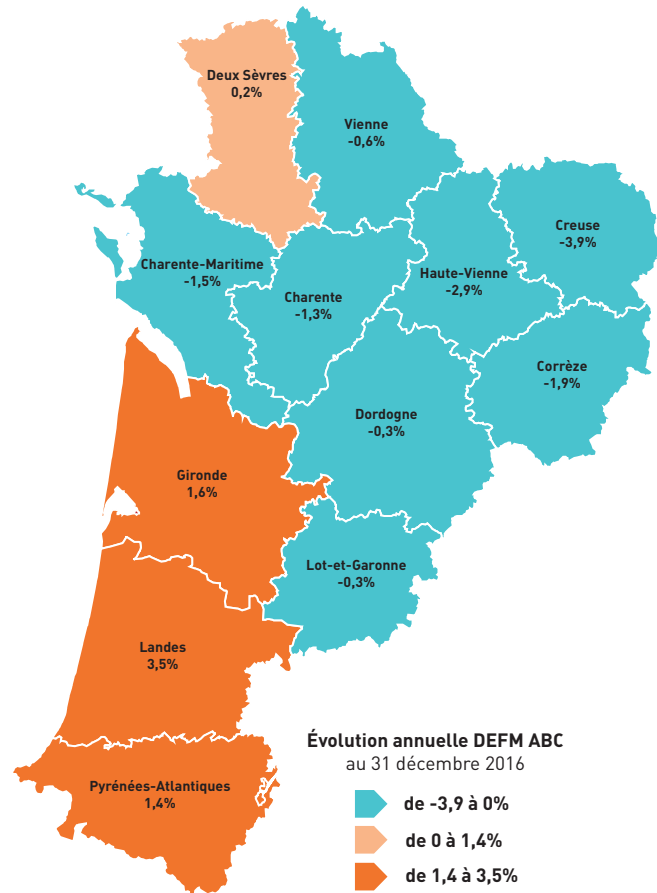 Deux Sèvres
0,2%
Vienne
-0,6%
Creuse
-3,9%
Charente-Maritime
-1,5%
Charente
-1,3%
Haute-Vienne
-2,9%
Corrèze
-1,9%
Dordogne
-0,3%
Gironde
1,6%
Lot-et-Garonne
-0,3%
Landes
3,5%
Pyrénées-Atlantiques
1,4%
Évolution annuelle DEFM ABC
au 31 décembre 2016
de -3,9 à 0%
de 0 à 1,4%
de 1,4 à 3,5%